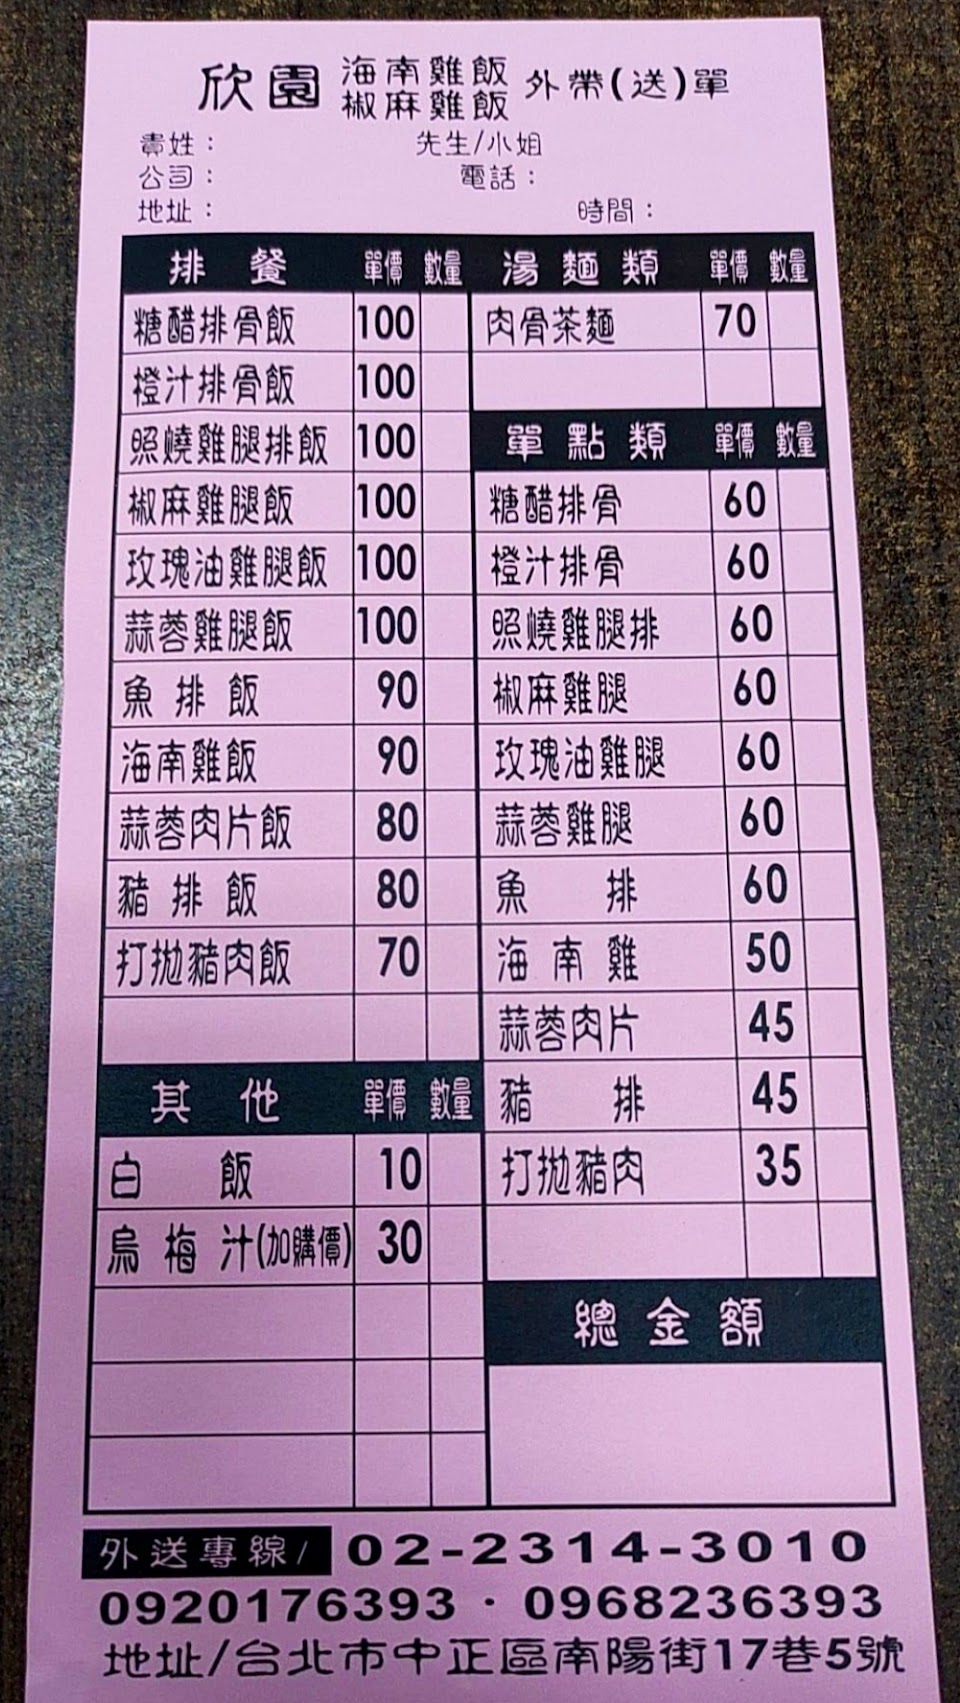 欣園 海南雞飯 椒麻雞飯 外帶(送)單
貴姓： 先生/小姐
公司： 電話：
地址： 時間：
排餐 單價 數量
糖醋排骨飯 100
橙汁排骨飯 100
照燒雞腿排飯 100
椒麻雞腿飯 100
玫瑰油雞腿飯 100
蒜蓉雞腿飯 100
魚排飯 90
海南雞飯 90
蒜蓉肉片飯 80
豬排飯 80
打拋豬肉飯 70
其他 單價 數量
白飯 10
烏梅汁(加購價) 30
湯麵類 單價 數量
肉骨茶麵 70
單點類 單價 數量
糖醋排骨 60
橙汁排骨 60
照燒雞腿排 60
椒麻雞腿 60
玫瑰油雞腿 60
蒜蓉雞腿 60
魚排 60
海南雞 50
蒜蓉肉片 45
豬排 45
打拋豬肉 35
總金額
外送專線/ 02-2314-3010
0920176393 · 0968236393
地址/台北市中正區南陽街17巷5號